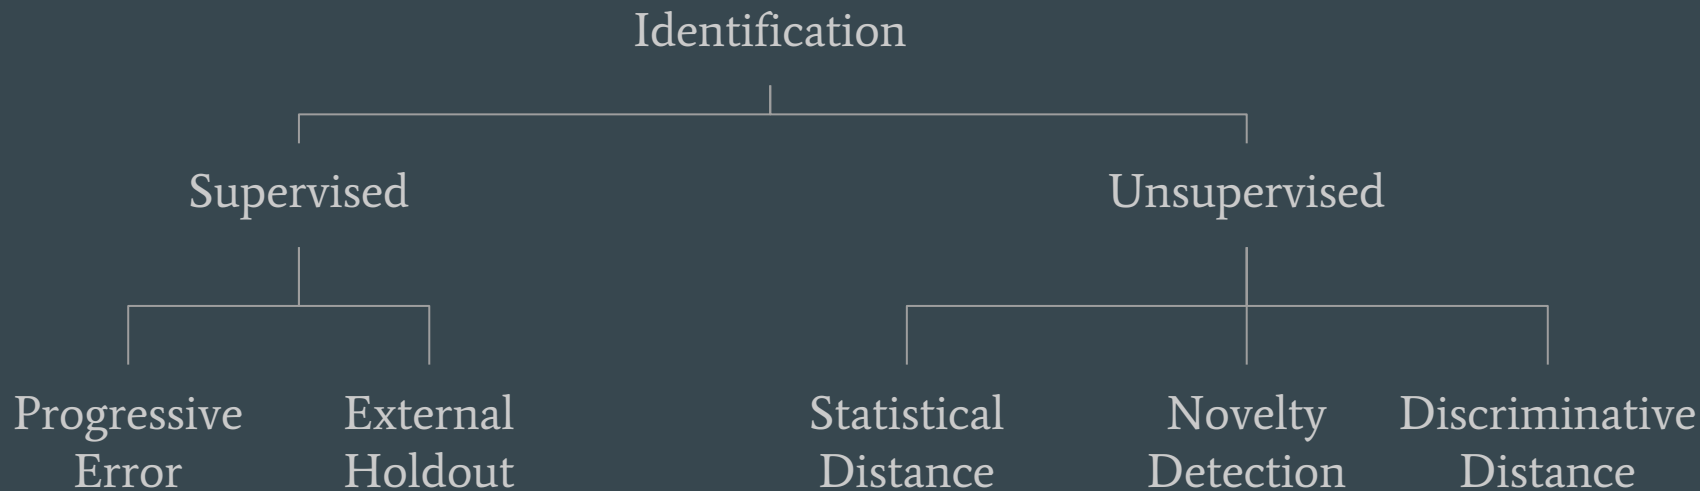 Identification
Supervised
Unsupervised
Progressive
Error
External
Holdout
Statistical
Distance
Novelty
Detection
Discriminative
Distance